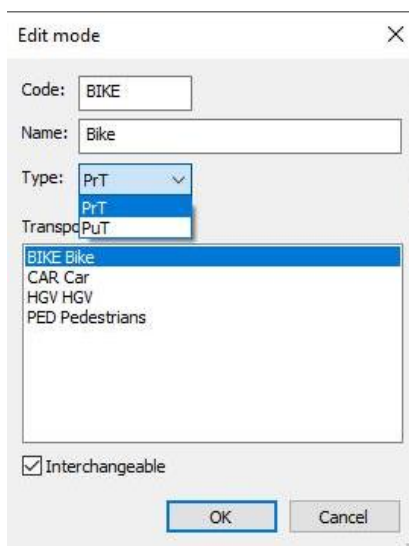 Edit mode
Code: BIKE
Name: Bike
Type: PrT
PrT
Transpo PuT
BIKE Bike
CAR Car
HGV HGV
PED Pedestrians
Interchangeable
OK Cancel